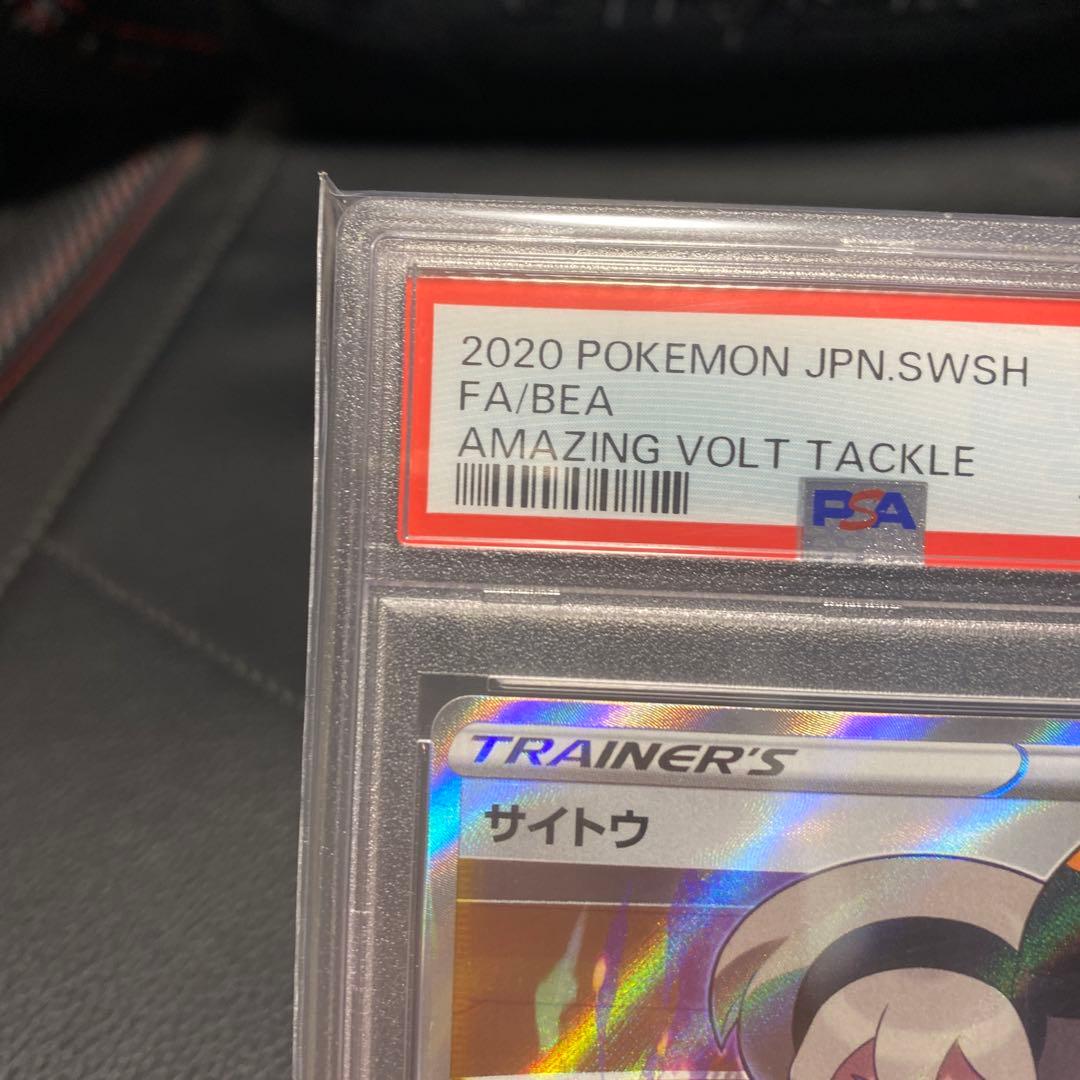 2020 POKEMON JPN.SWSH
FA/BEA
AMAZING VOLT TACKLE
PSA
TRAINER'S
サイトウ